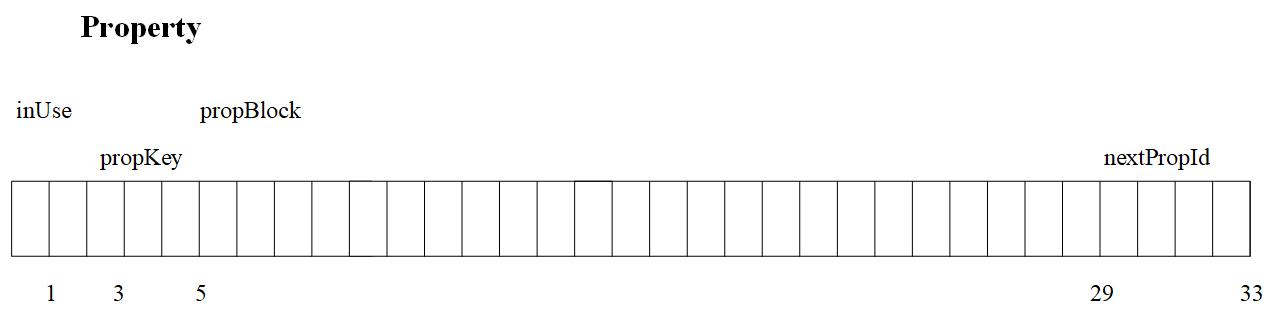 Property
inUse propBlock
propKey nextPropId
1 3 5 29 33